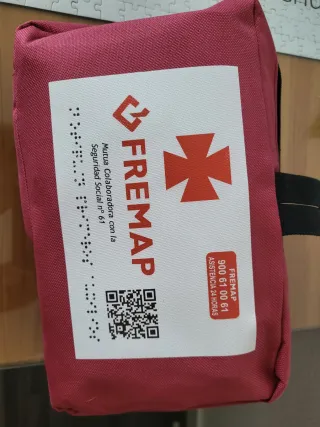 FREMAP
Mutua Colaboradora con la
Seguridad Social nº 61
FREMAP
900 61 00 61
ASISTENCIA 24 HORAS